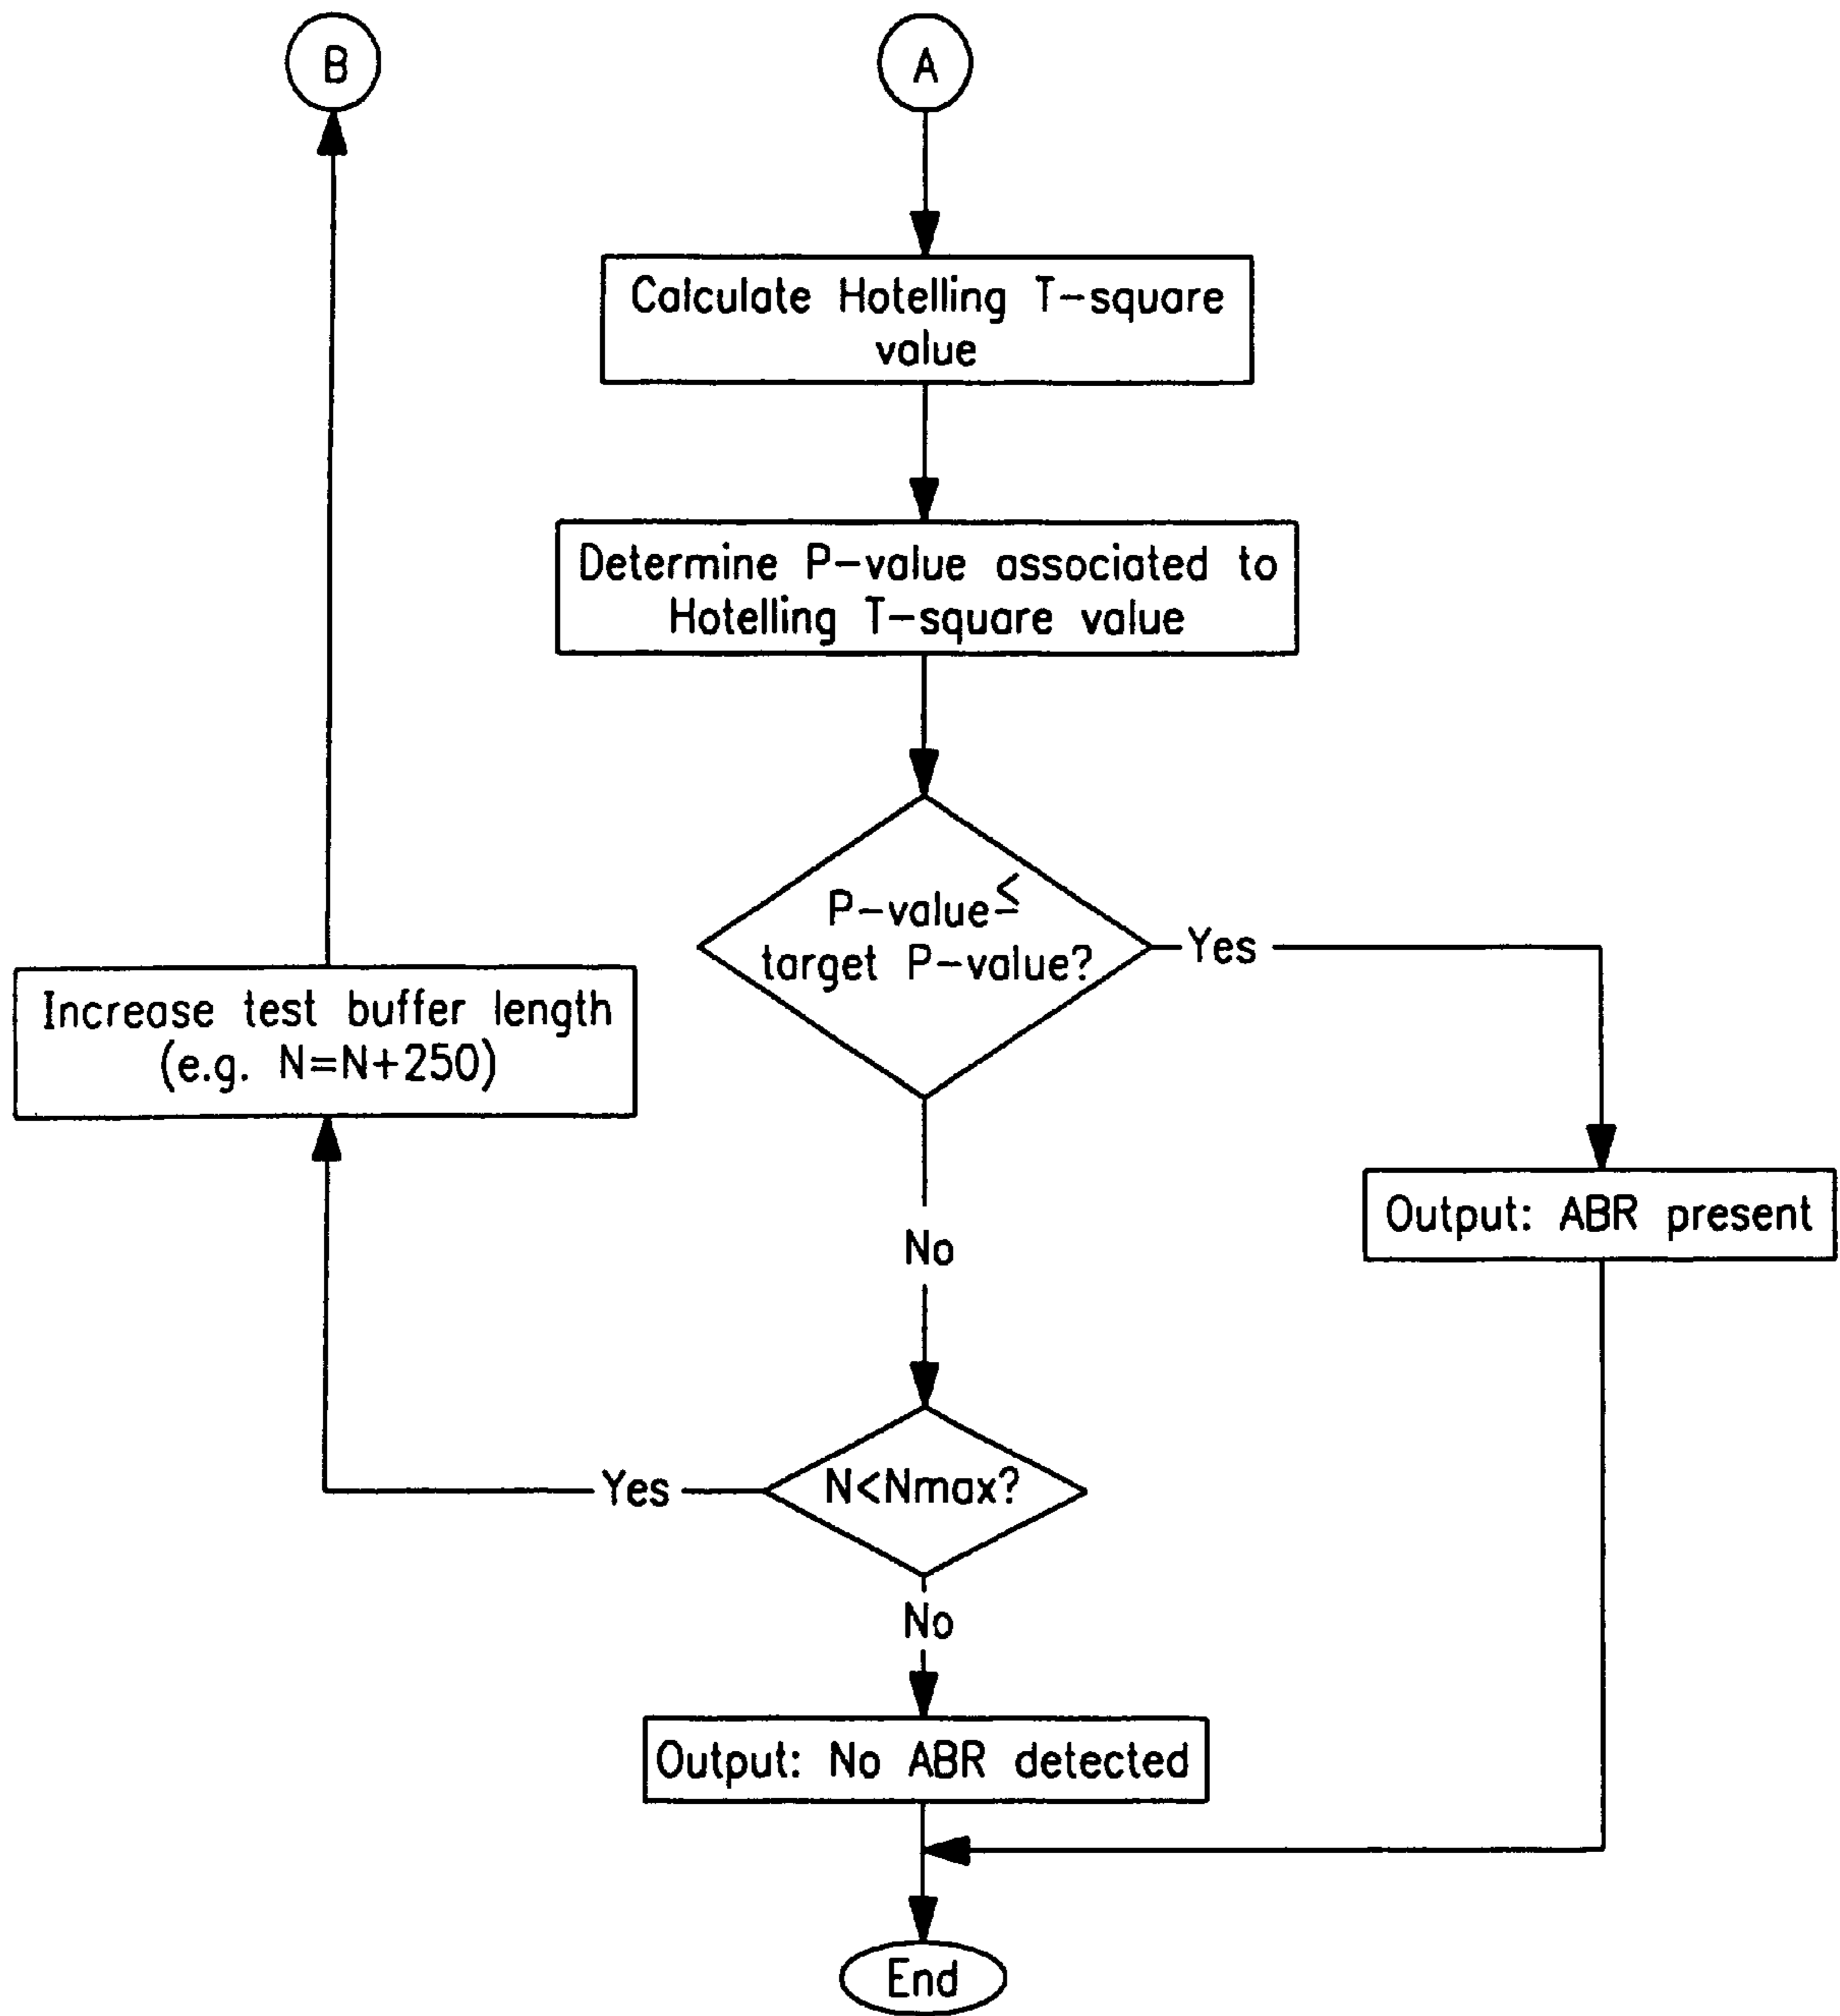 B
A
Calculate Hotelling T-square
value
Determine P-value associated to
Hotelling T-square value
P-value≤
target P-value?
Yes
Increase test buffer length
(e.g. N=N+250)
Output: ABR present
No
N<Nmax?
Yes
No
Output: No ABR detected
End